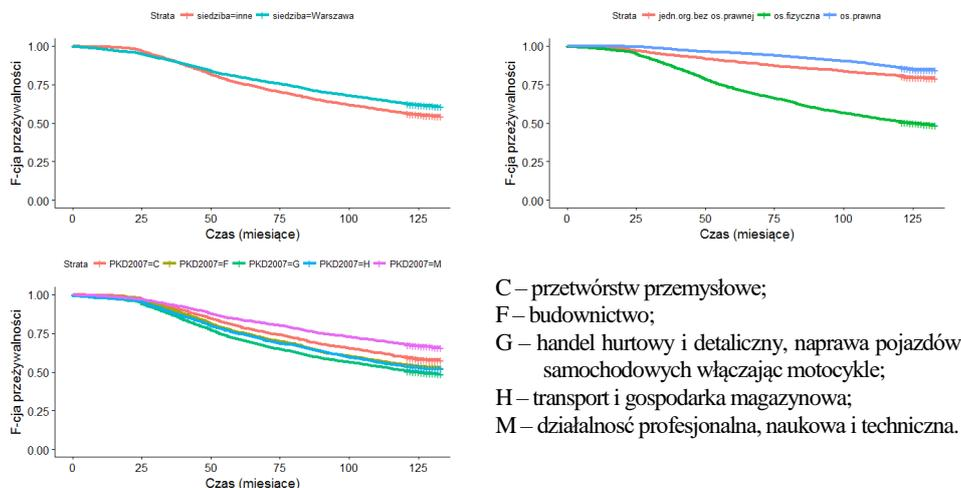 Strata siedziba=inne siedziba=Warszawa
1.00
0.75
0.50
0.25
0.00
F-cja przeżywalności
0 25 50 75 100 125
Czas (miesiące)
Strata jedn.org.bez os.prawnej os.fizyczna os.prawna
1.00
0.75
0.50
0.25
0.00
F-cja przeżywalności
0 25 50 75 100 125
Czas (miesiące)
Strata PKD2007=C PKD2007=F PKD2007=G PKD2007=H PKD2007=M
1.00
0.75
0.50
0.25
0.00
F-cja przeżywalności
0 25 50 75 100 125
Czas (miesiące)
C – przetwórstw przemysłowe;
F – budownictwo;
G – handel hurtowy i detaliczny, naprawa pojazdów
samochodowych włączając motocykle;
H – transport i gospodarka magazynowa;
M – działalność profesjonalna, naukowa i techniczna.